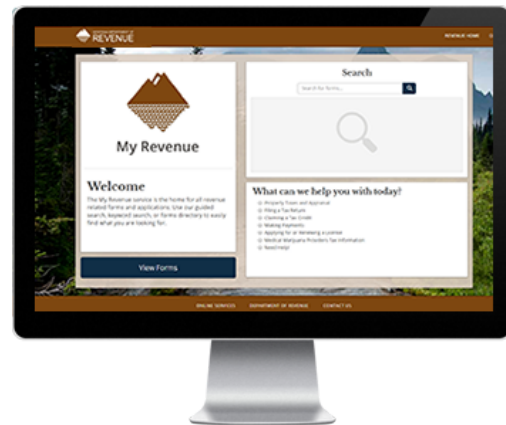 MONTANA DEPARTMENT OF
REVENUE
REVENUE HOME
My Revenue
Welcome
The My Revenue service is the home for all revenue
related forms and applications. Use our guided
search, keyword search, or forms directory to easily
find what you are looking for.
View Forms
Search
Search for forms...
What can we help you with today?
Property Taxes and Appraisal
Filing a Tax Return
Claiming a Tax Credit
Making Payments
Applying for or Renewing a License
Medical Marijuana Providers Tax Information
Need Help?
ONLINE SERVICES
DEPARTMENT OF REVENUE
CONTACT US